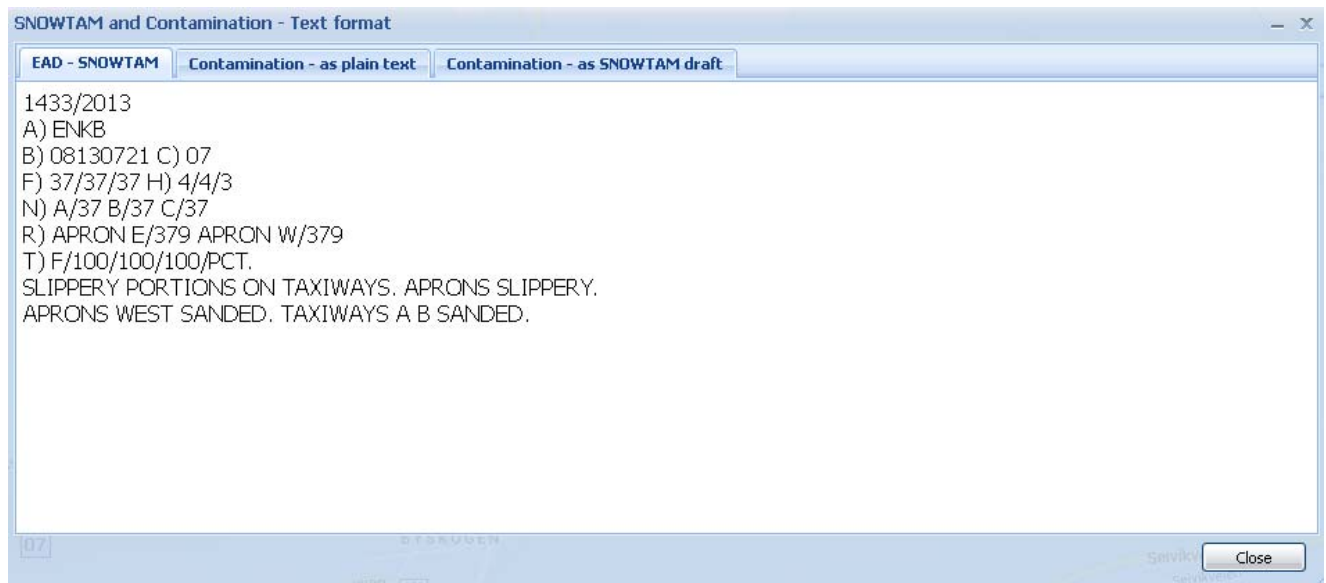 SNOWTAM and Contamination - Text format
EAD - SNOWTAM Contamination - as plain text Contamination - as SNOWTAM draft
1433/2013
A) ENKB
B) 08130721 C) 07
F) 37/37/37 H) 4/4/3
N) A/37 B/37 C/37
R) APRON E/379 APRON W/379
T) F/100/100/100/PCT.
SLIPPERY PORTIONS ON TAXIWAYS. APRONS SLIPPERY.
APRONS WEST SANDED. TAXIWAYS A B SANDED.
07
Close